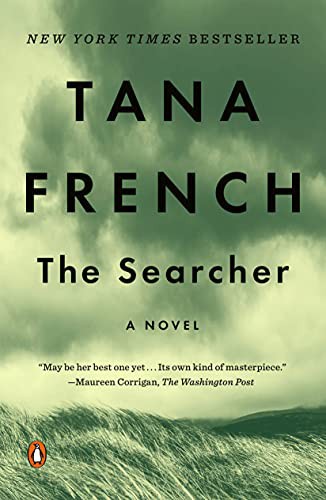 NEW YORK TIMES BESTSELLER
TANA
FRENCH
The Searcher
A NOVEL
“May be her best one yet . . . Its own kind of masterpiece.”
—Maureen Corrigan, The Washington Post